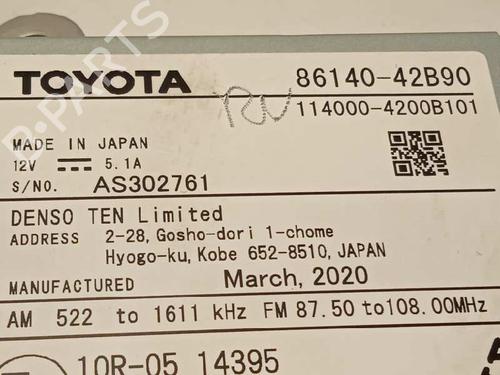 TOYOTA 86140-42B90
114000-4200B101
MADE IN JAPAN
12V 5.1A
S/NO. AS302761
DENSO TEN Limited
ADDRESS 2-28, Gosho-dori 1-chome
Hyogo-ku, Kobe 652-8510, JAPAN
MANUFACTURED March, 2020
AM 522 to 1611 kHz FM 87.50 to 108.00MHz
10R-05 14395
B-PARTS